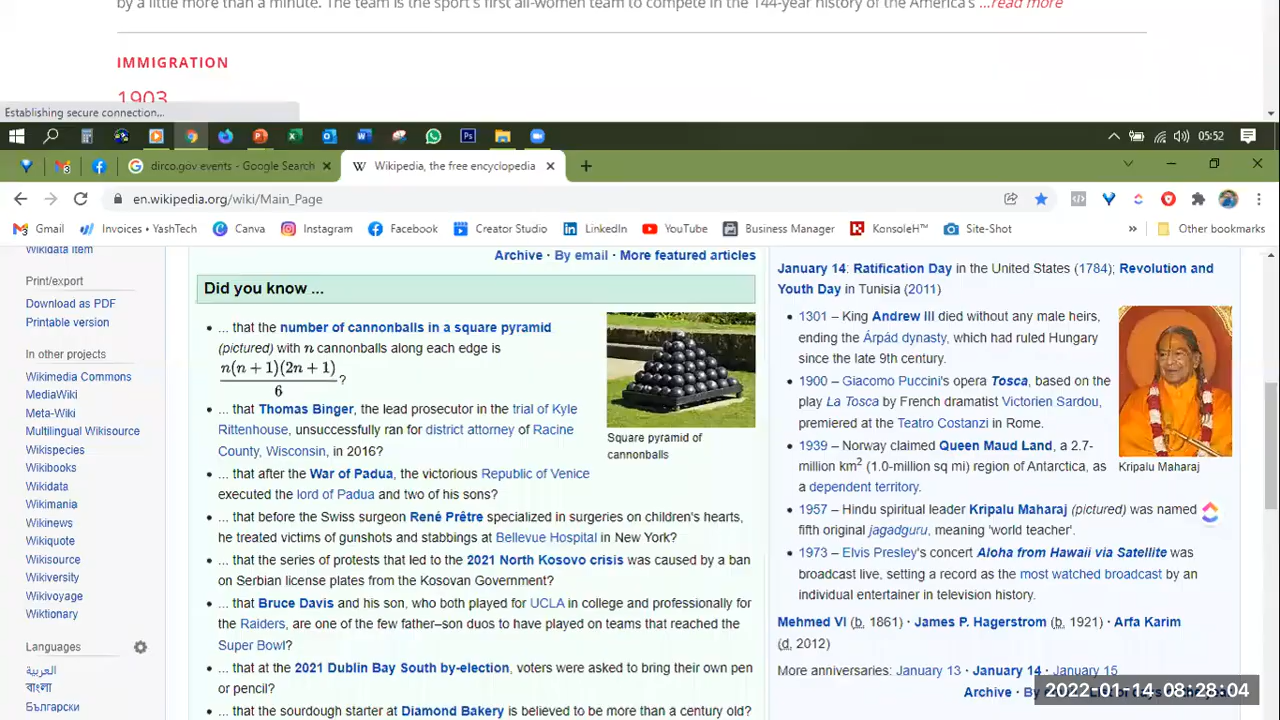 by a little more than a minute. The team is the sport's first all-women team to compete in the 144-year history of the America's ...read more
IMMIGRATION
1903
Establishing secure connection...
05:52
dirco.gov events - Google Search
Wikipedia, the free encyclopedia
en.wikipedia.org/wiki/Main_Page
Gmail
Invoices • YashTech
Canva
Instagram
Facebook
Creator Studio
LinkedIn
YouTube
Business Manager
KonsoleH™
Site-Shot
»
Other bookmarks
Wikidata item
Print/export
Download as PDF
Printable version
In other projects
Wikimedia Commons
MediaWiki
Meta-Wiki
Multilingual Wikisource
Wikispecies
Wikibooks
Wikidata
Wikimania
Wikinews
Wikiquote
Wikisource
Wikiversity
Wikivoyage
Wiktionary
Languages
العربية
বাংলা
Български
Archive · By email · More featured articles
Did you know ...
... that the number of cannonballs in a square pyramid
(pictured) with n cannonballs along each edge is
n(n + 1)(2n + 1)
6
?
Square pyramid of
cannonballs
... that Thomas Binger, the lead prosecutor in the trial of Kyle
Rittenhouse, unsuccessfully ran for district attorney of Racine
County, Wisconsin, in 2016?
... that after the War of Padua, the victorious Republic of Venice
executed the lord of Padua and two of his sons?
... that before the Swiss surgeon René Prêtre specialized in surgeries on children's hearts,
he treated victims of gunshots and stabbings at Bellevue Hospital in New York?
... that the series of protests that led to the 2021 North Kosovo crisis was caused by a ban
on Serbian license plates from the Kosovan Government?
... that Bruce Davis and his son, who both played for UCLA in college and professionally for
the Raiders, are one of the few father–son duos to have played on teams that reached the
Super Bowl?
... that at the 2021 Dublin Bay South by-election, voters were asked to bring their own pen
or pencil?
... that the sourdough starter at Diamond Bakery is believed to be more than a century old?
January 14: Ratification Day in the United States (1784); Revolution and
Youth Day in Tunisia (2011)
1301 – King Andrew III died without any male heirs,
ending the Árpád dynasty, which had ruled Hungary
since the late 9th century.
1900 – Giacomo Puccini's opera Tosca, based on the
play La Tosca by French dramatist Victorien Sardou,
premiered at the Teatro Costanzi in Rome.
1939 – Norway claimed Queen Maud Land, a 2.7-
million km² (1.0-million sq mi) region of Antarctica, as
a dependent territory.
Kripalu Maharaj
1957 – Hindu spiritual leader Kripalu Maharaj (pictured) was named
fifth original jagadguru, meaning 'world teacher'.
1973 – Elvis Presley's concert Aloha from Hawaii via Satellite was
broadcast live, setting a record as the most watched broadcast by an
individual entertainer in television history.
Mehmed VI (b. 1861) · James P. Hagerstrom (b. 1921) · Arfa Karim
(d. 2012)
More anniversaries: January 13 · January 14 · January 15
Archive · By
2022-01-14 08:28:04